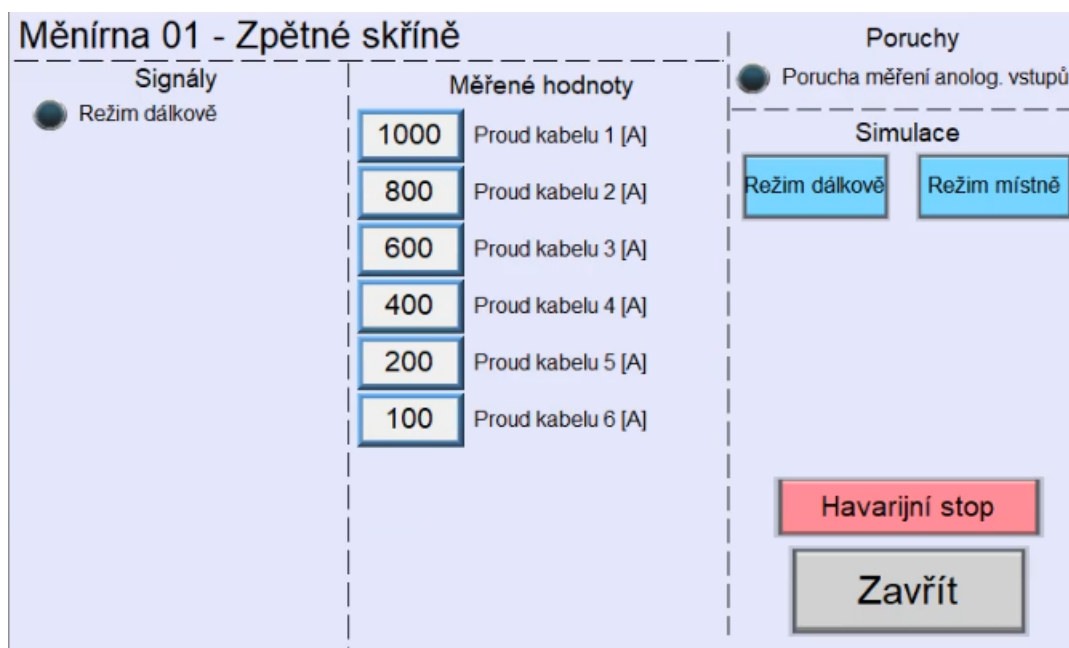 Měnírna 01 - Zpětné skříně
Signály
Režim dálkově
Měřené hodnoty
1000 Proud kabelu 1 [A]
800 Proud kabelu 2 [A]
600 Proud kabelu 3 [A]
400 Proud kabelu 4 [A]
200 Proud kabelu 5 [A]
100 Proud kabelu 6 [A]
Poruchy
Porucha měření anolog. vstupů
Simulace
Režim dálkově
Režim místně
Havarijní stop
Zavřít